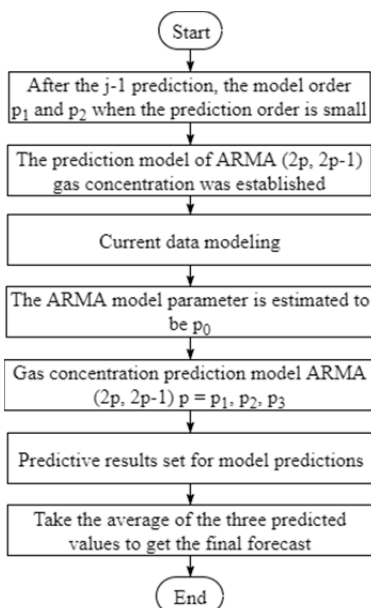 Start
After the j-1 prediction, the model order
p₁ and p₂ when the prediction order is small
The prediction model of ARMA (2p, 2p-1)
gas concentration was established
Current data modeling
The ARMA model parameter is estimated to
be p₀
Gas concentration prediction model ARMA
(2p, 2p-1) p = p₁, p₂, p₃
Predictive results set for model predictions
Take the average of the three predicted
values to get the final forecast
End